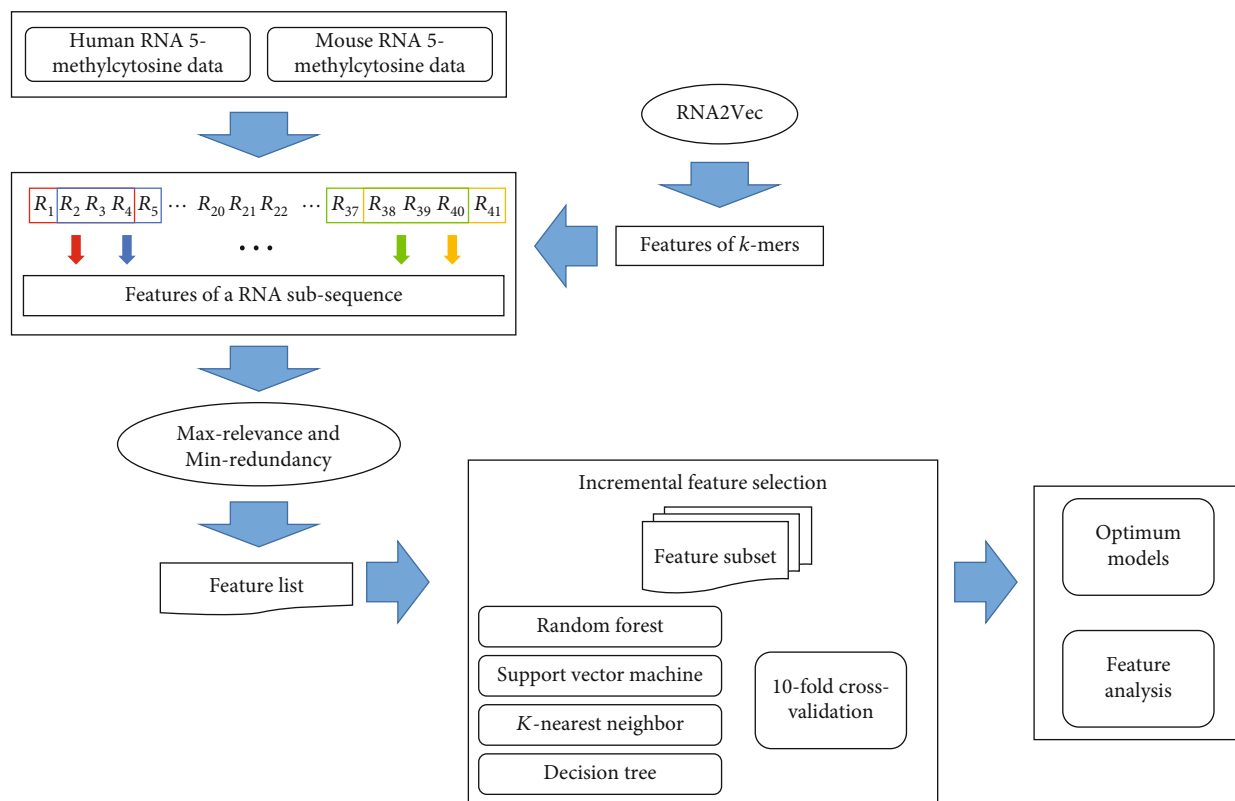 Human RNA 5-
methylcytosine data
Mouse RNA 5-
methylcytosine data
RNA2Vec
R1 R2 R3 R4 R5 ... R20 R21 R22 ... R37 R38 R39 R40 R41
...
Features of k-mers
Features of a RNA sub-sequence
Max-relevance and
Min-redundancy
Feature list
Incremental feature selection
Feature subset
Random forest
Support vector machine
K-nearest neighbor
Decision tree
10-fold cross-
validation
Optimum
models
Feature
analysis